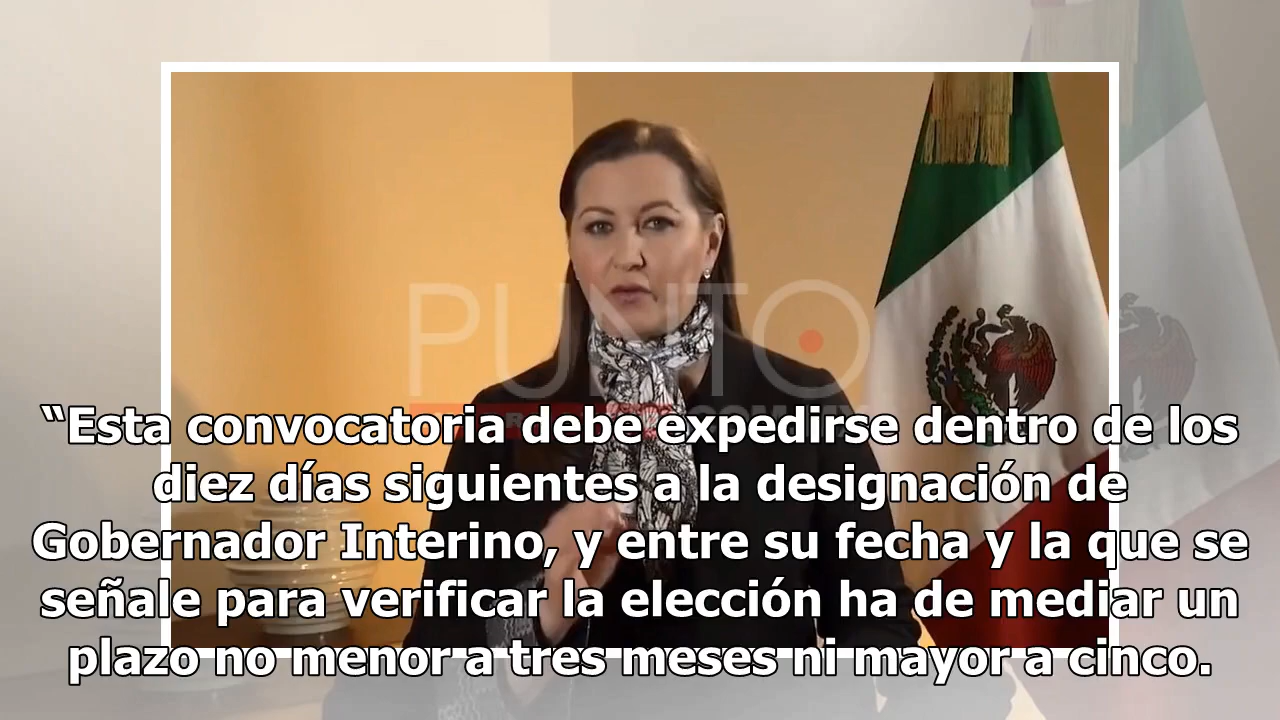 PUNTO
“Esta convocatoria debe expedirse dentro de los
diez días siguientes a la designación de
Gobernador Interino, y entre su fecha y la que se
señale para verificar la elección ha de mediar un
plazo no menor a tres meses ni mayor a cinco.